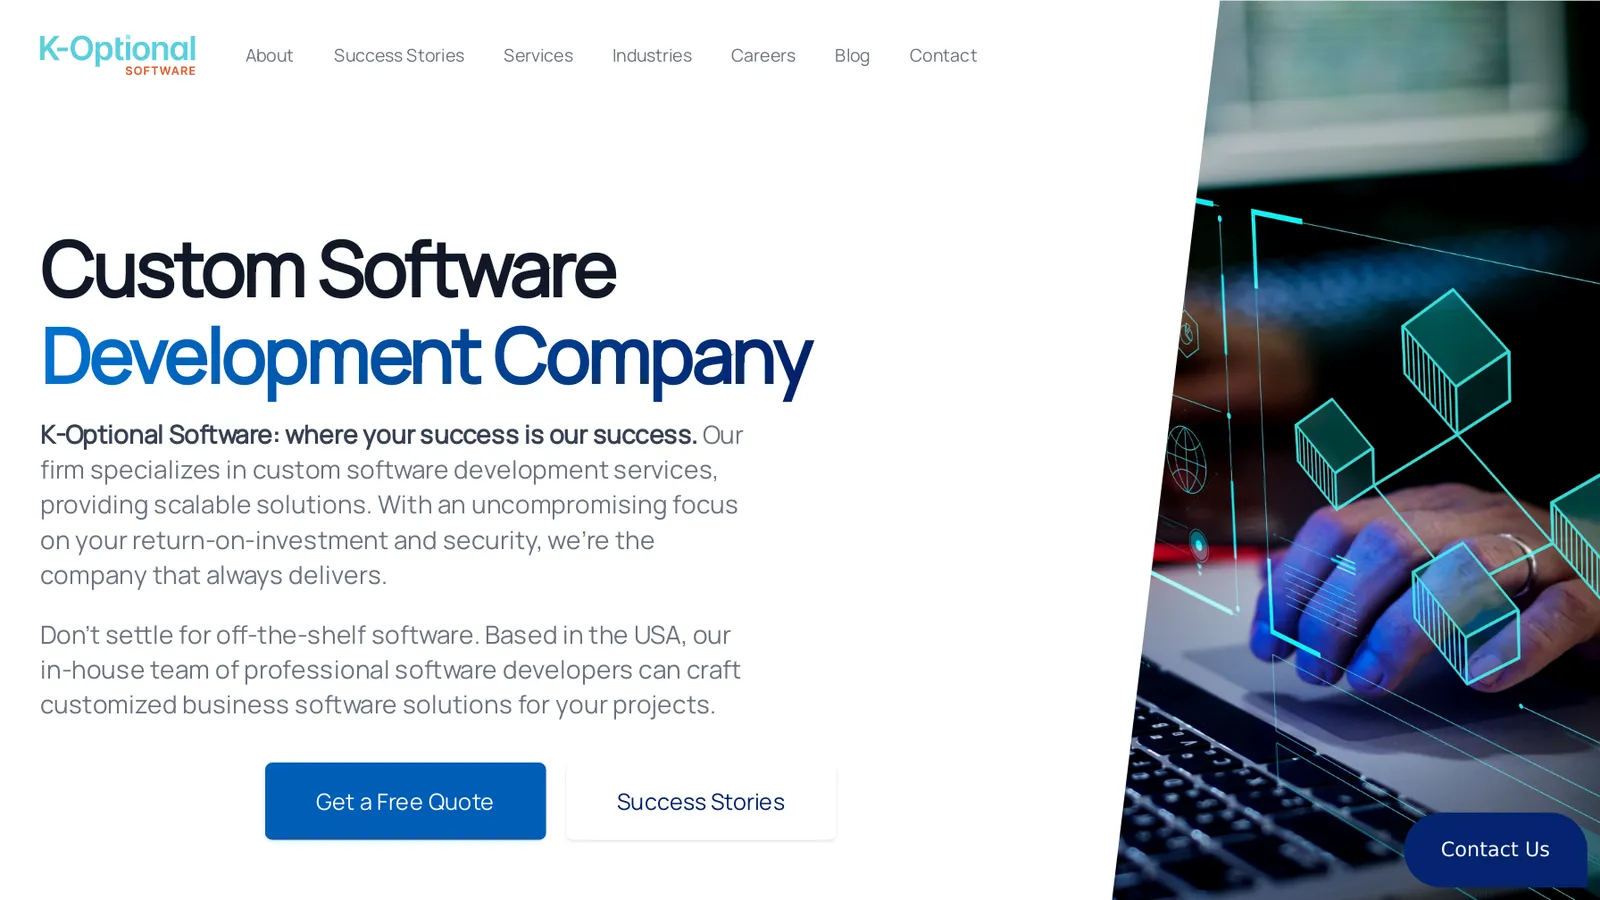 K-Optional
SOFTWARE
About
Success Stories
Services
Industries
Careers
Blog
Contact
Custom Software
Development Company
K-Optional Software: where your success is our success. Our
firm specializes in custom software development services,
providing scalable solutions. With an uncompromising focus
on your return-on-investment and security, we’re the
company that always delivers.
Don’t settle for off-the-shelf software. Based in the USA, our
in-house team of professional software developers can craft
customized business software solutions for your projects.
Get a Free Quote
Success Stories
Contact Us